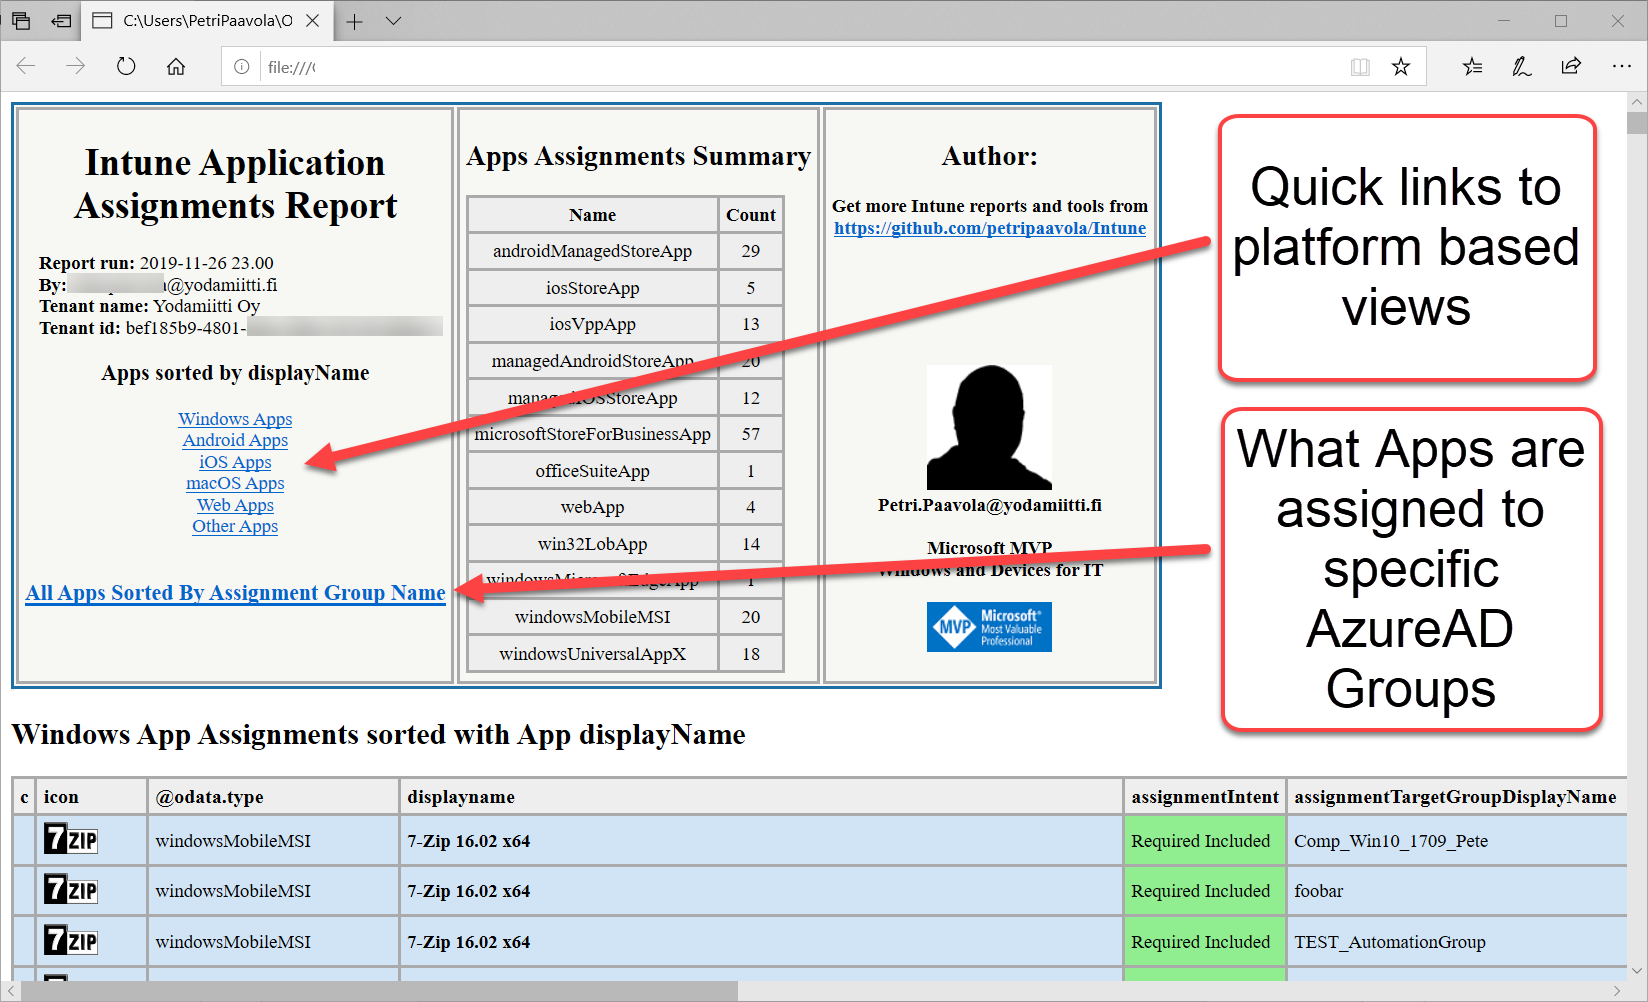 C:\Users\PetriPaavola\O
file:///
Intune Application
Assignments Report
Report run: 2019-11-26 23.00
By: @yodamiitti.fi
Tenant name: Yodamiitti Oy
Tenant id: bef185b9-4801-
Apps sorted by displayName
Windows Apps
Android Apps
iOS Apps
macOS Apps
Web Apps
Other Apps
All Apps Sorted By Assignment Group Name
Apps Assignments Summary
Name Count
androidManagedStoreApp 29
iosStoreApp 5
iosVppApp 13
managedAndroidStoreApp 20
managedIOSStoreApp 12
microsoftStoreForBusinessApp 57
officeSuiteApp 1
webApp 4
win32LobApp 14
windowsMicrosoftEdgeApp 1
windowsMobileMSI 20
windowsUniversalAppX 18
Author:
Get more Intune reports and tools from
https://github.com/petripaavola/Intune
Petri.Paavola@yodamiitti.fi
Microsoft MVP
Windows and Devices for IT
MVP
Microsoft®
Most Valuable
Professional
Quick links to
platform based
views
What Apps are
assigned to
specific
AzureAD
Groups
Windows App Assignments sorted with App displayName
c icon @odata.type displayname assignmentIntent assignmentTargetGroupDisplayName
7ZIP windowsMobileMSI 7-Zip 16.02 x64 Required Included Comp_Win10_1709_Pete
7ZIP windowsMobileMSI 7-Zip 16.02 x64 Required Included foobar
7ZIP windowsMobileMSI 7-Zip 16.02 x64 Required Included TEST_AutomationGroup